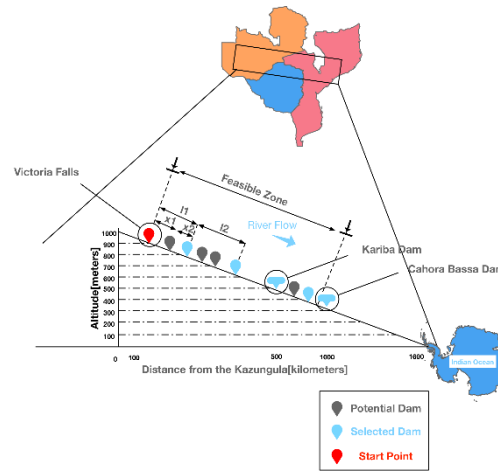 Victoria Falls
Feasible Zone
l1
x1
x2
l2
River Flow
Kariba Dam
Cahora Bassa Dam
Altitude[meters]
1000
900
800
700
600
500
400
300
200
100
0
100
500
1000
1600
Distance from the Kazungula[kilometers]
Indian Ocean
Potential Dam
Selected Dam
Start Point